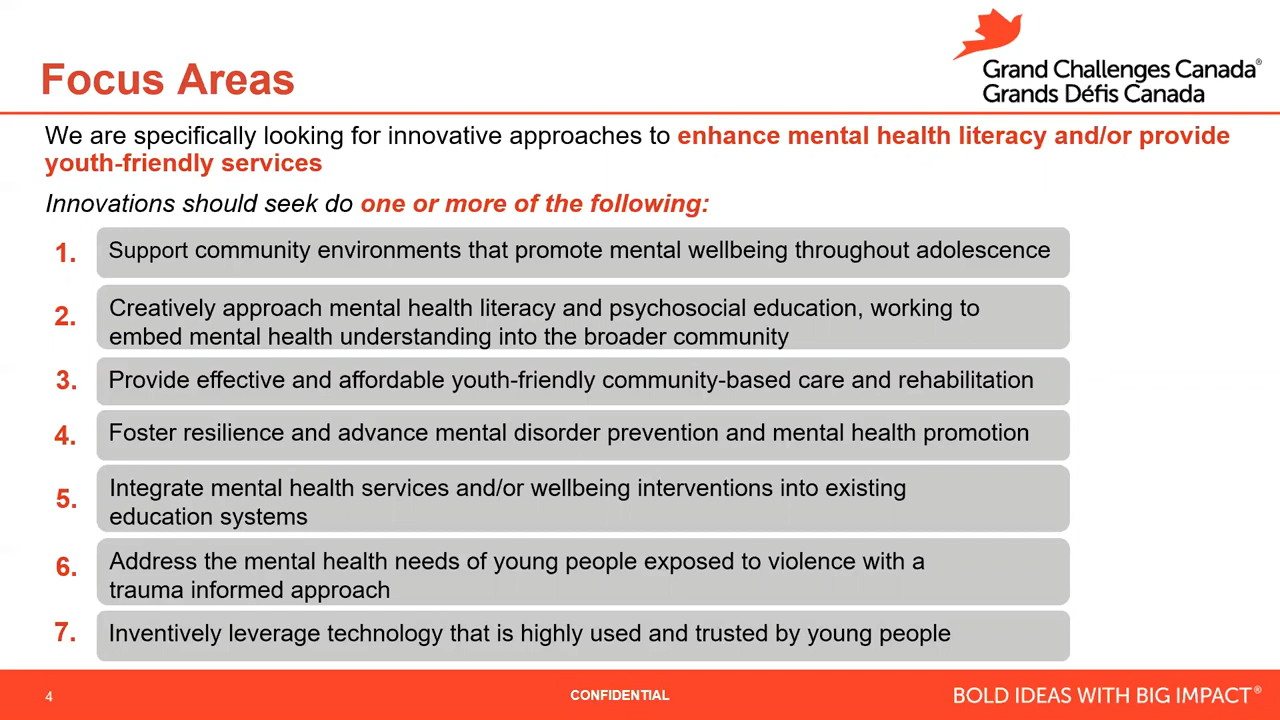 Grand Challenges Canada®
Grands Défis Canada
Focus Areas
We are specifically looking for innovative approaches to enhance mental health literacy and/or provide
youth-friendly services
Innovations should seek do one or more of the following:
1. Support community environments that promote mental wellbeing throughout adolescence
2. Creatively approach mental health literacy and psychosocial education, working to
embed mental health understanding into the broader community
3. Provide effective and affordable youth-friendly community-based care and rehabilitation
4. Foster resilience and advance mental disorder prevention and mental health promotion
5. Integrate mental health services and/or wellbeing interventions into existing
education systems
6. Address the mental health needs of young people exposed to violence with a
trauma informed approach
7. Inventively leverage technology that is highly used and trusted by young people
4
CONFIDENTIAL
BOLD IDEAS WITH BIG IMPACT®